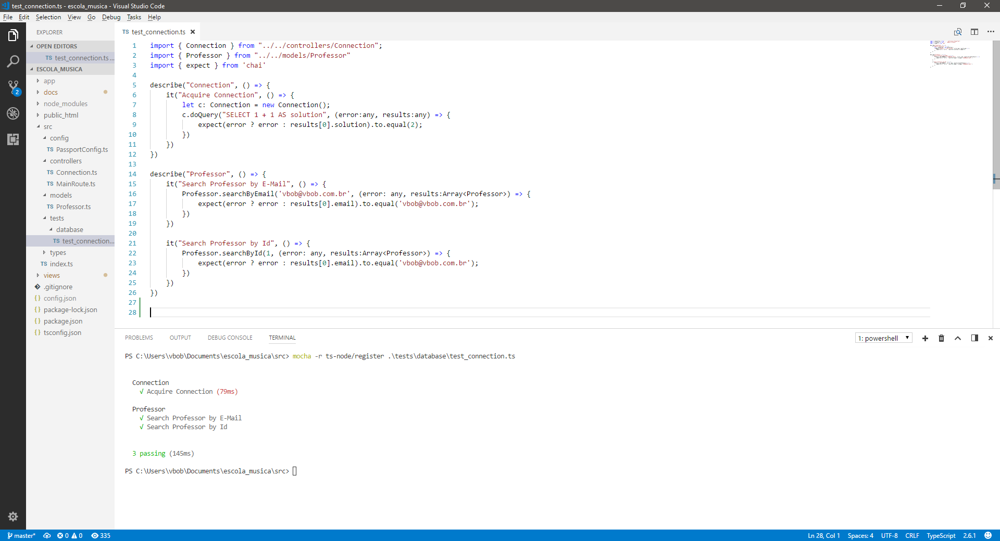 test_connection.ts - escola_musica - Visual Studio Code
File Edit Selection View Go Debug Tasks Help
EXPLORER
OPEN EDITORS
TS test_connection.ts ...
ESCOLA_MUSICA
app
docs
node_modules
public_html
src
config
TS PassportConfig.ts
controllers
TS Connection.ts
TS MainRoute.ts
models
TS Professor.ts
tests
database
TS test_connection...
types
TS index.ts
views
.gitignore
{} config.json
{} package-lock.json
{} package.json
{} tsconfig.json
2
TS test_connection.ts
1 import { Connection } from "../../controllers/Connection";
2 import { Professor } from "../../models/Professor"
3 import { expect } from 'chai'
4
5 describe("Connection", () => {
6     it("Acquire Connection", () => {
7         let c: Connection = new Connection();
8         c.doQuery("SELECT 1 + 1 AS solution", (error:any, results:any) => {
9             expect(error ? error : results[0].solution).to.equal(2);
10         })
11     })
12 })
13
14 describe("Professor", () => {
15     it("Search Professor by E-Mail", () => {
16         Professor.searchByEmail('vbob@vbob.com.br', (error: any, results:Array<Professor>) => {
17             expect(error ? error : results[0].email).to.equal('vbob@vbob.com.br');
18         })
19     })
20
21     it("Search Professor by Id", () => {
22         Professor.searchById(1, (error: any, results:Array<Professor>) => {
23             expect(error ? error : results[0].email).to.equal('vbob@vbob.com.br');
24         })
25     })
26 })
27
28
PROBLEMS OUTPUT DEBUG CONSOLE TERMINAL 1: powershell
PS C:\Users\vbob\Documents\escola_musica\src> mocha -r ts-node/register .\tests\database\test_connection.ts
Connection
√ Acquire Connection (79ms)
Professor
√ Search Professor by E-Mail
√ Search Professor by Id
3 passing (145ms)
PS C:\Users\vbob\Documents\escola_musica\src>
master* 0 0 335 Ln 28, Col 1 Spaces: 4 UTF-8 CRLF TypeScript 2.6.1